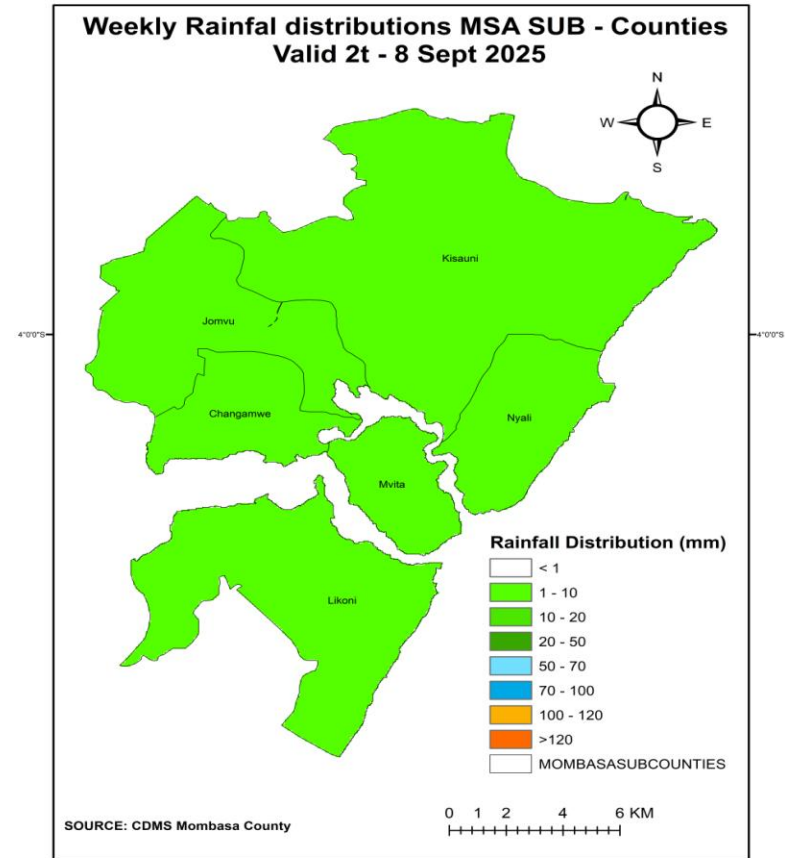 Weekly Rainfal distributions MSA SUB - Counties
Valid 2t - 8 Sept 2025
N
W E
S
Kisauni
Jomvu
4°0'0"S 4°0'0"S
Changamwe
Nyali
Mvita
Likoni
Rainfall Distribution (mm)
< 1
1 - 10
10 - 20
20 - 50
50 - 70
70 - 100
100 - 120
>120
MOMBASASUBCOUNTIES
0 1 2 4 6 KM
SOURCE: CDMS Mombasa County